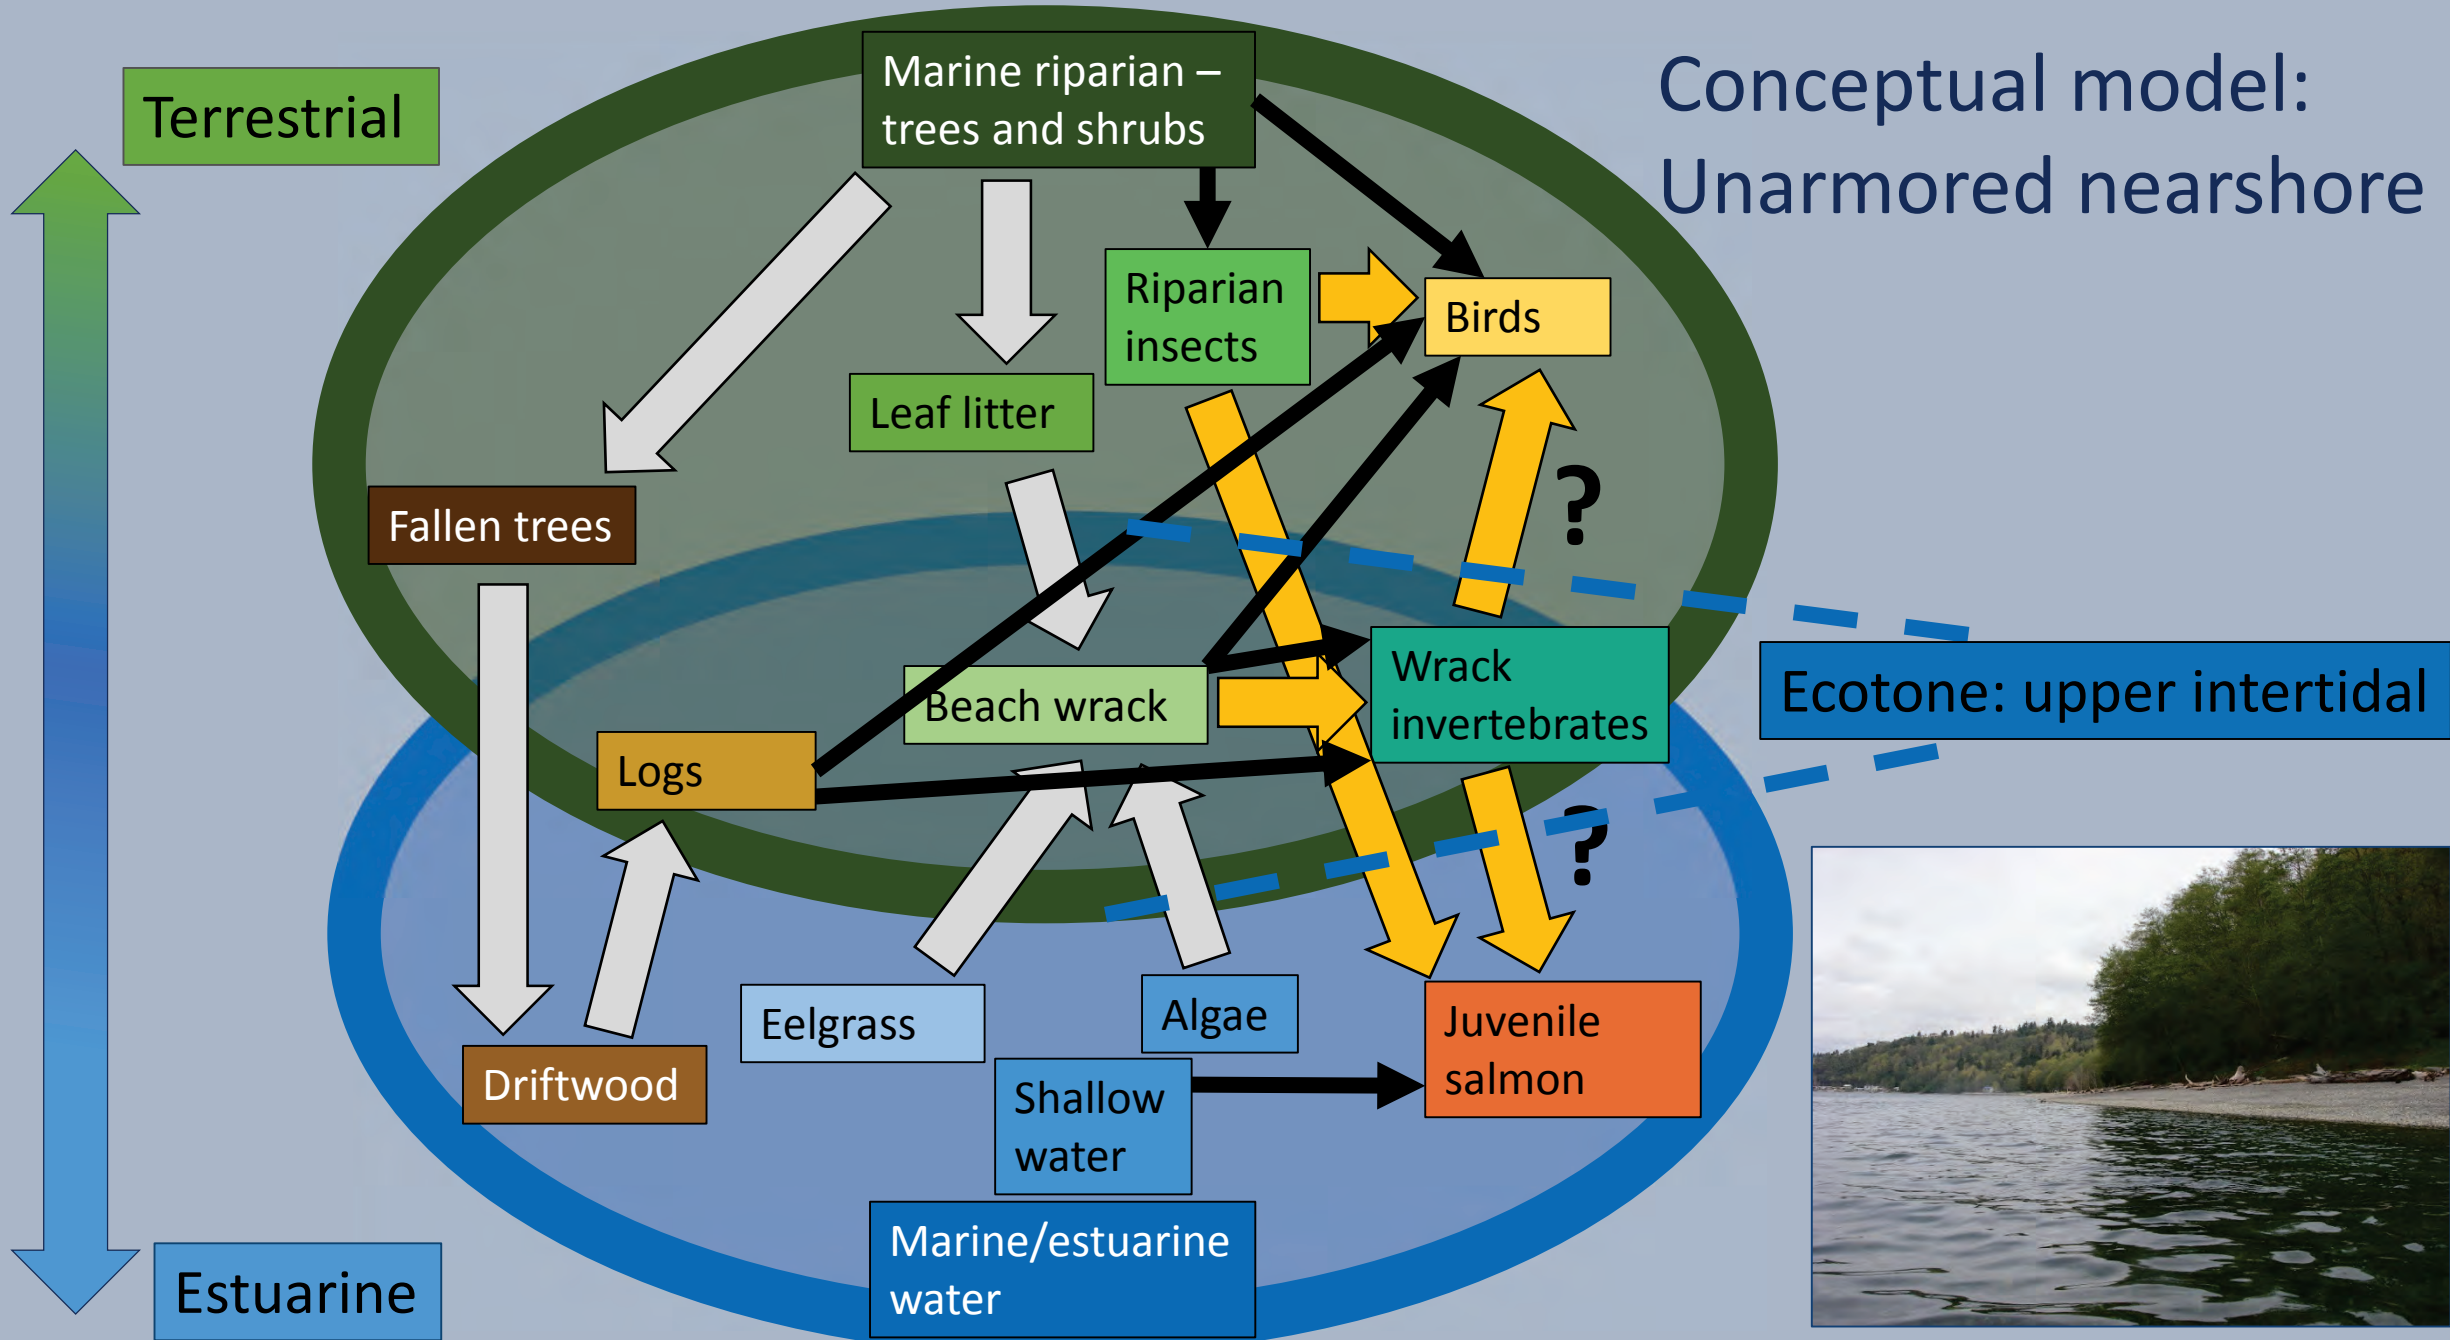 Conceptual model:
Unarmored nearshore
Terrestrial
Marine riparian –
trees and shrubs
Riparian
insects
Birds
Leaf litter
Fallen trees
?
Wrack
invertebrates
Beach wrack
Ecotone: upper intertidal
Logs
?
Eelgrass
Algae
Juvenile
salmon
Driftwood
Shallow
water
Marine/estuarine
water
Estuarine